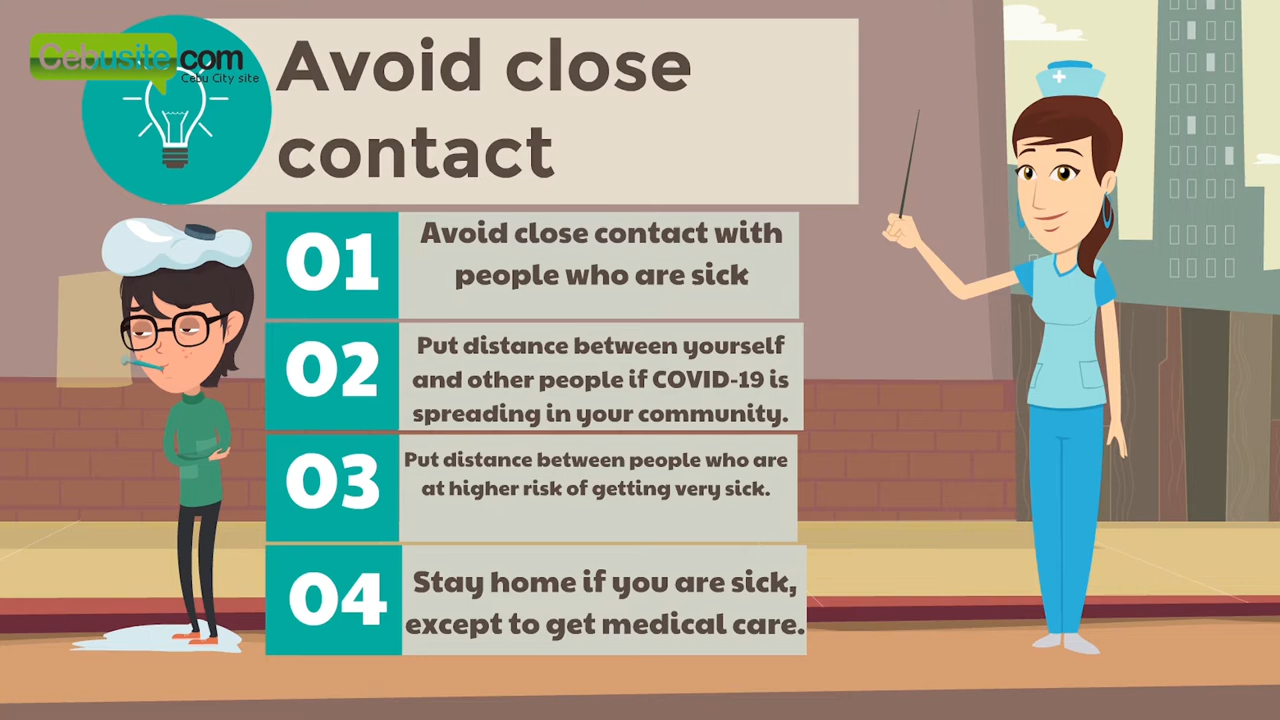 Cebusite.com
Cebu City site
Avoid close
contact
01
Avoid close contact with
people who are sick
02
Put distance between yourself
and other people if COVID-19 is
spreading in your community.
03
Put distance between people who are
at higher risk of getting very sick.
04
Stay home if you are sick,
except to get medical care.